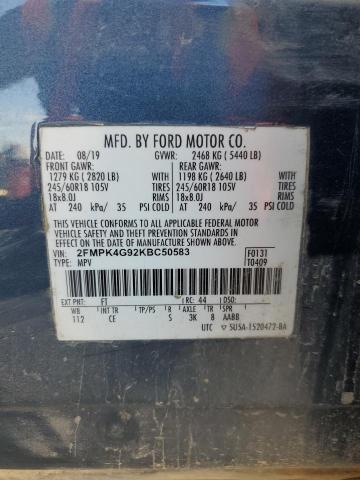 MFD. BY FORD MOTOR CO.
DATE: 08/19 GVWR: 2468 KG ( 5440 LB)
FRONT GAWR: REAR GAWR:
1279 KG ( 2820 LB) WITH 1198 KG ( 2640 LB) WITH
245/60R18 105V TIRES 245/60R18 105V TIRES
18x8.0J RIMS 18x8.0J RIMS
AT 240 kPa/ 35 PSI COLD AT 240 kPa/ 35 PSI COLD
THIS VEHICLE CONFORMS TO ALL APPLICABLE FEDERAL MOTOR
VEHICLE SAFETY AND THEFT PREVENTION STANDARDS IN EFFECT
ON THE DATE OF MANUFACTURE SHOWN ABOVE.
VIN: 2FMPK4G92KBC50583 F0131
TYPE: MPV T0409
EXT PNT: FT RC: 44 DSO:
WB INT TR TP/PS R AXLE TR SPR
112 CE S 3K 8 AABB
UTC 5U5A-1520472-BA